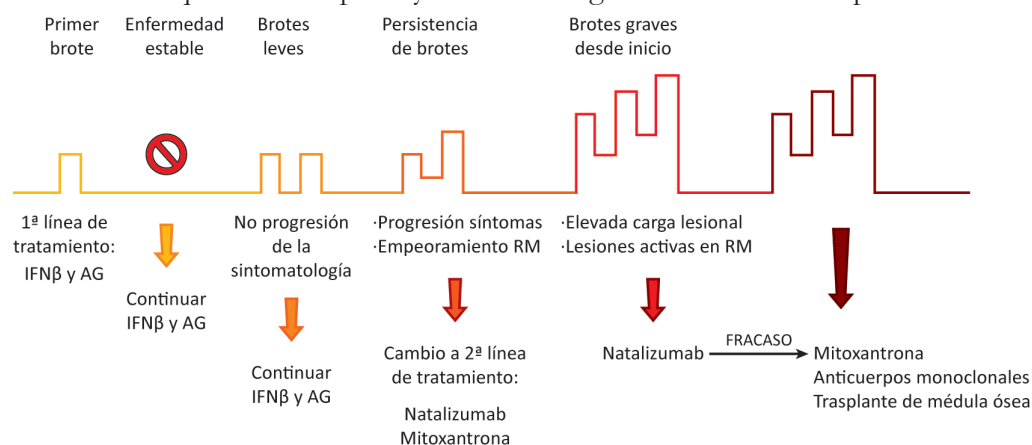 Primer
brote
Enfermedad
estable
Brotes
leves
Persistencia
de brotes
Brotes graves
desde inicio
1ª línea de
tratamiento:
IFNβ y AG
Continuar
IFNβ y AG
No progresión
de la
sintomatología
Continuar
IFNβ y AG
·Progresión síntomas
·Empeoramiento RM
Cambio a 2ª línea
de tratamiento:
Natalizumab
Mitoxantrona
·Elevada carga lesional
·Lesiones activas en RM
Natalizumab
FRACASO
Mitoxantrona
Anticuerpos monoclonales
Trasplante de médula ósea